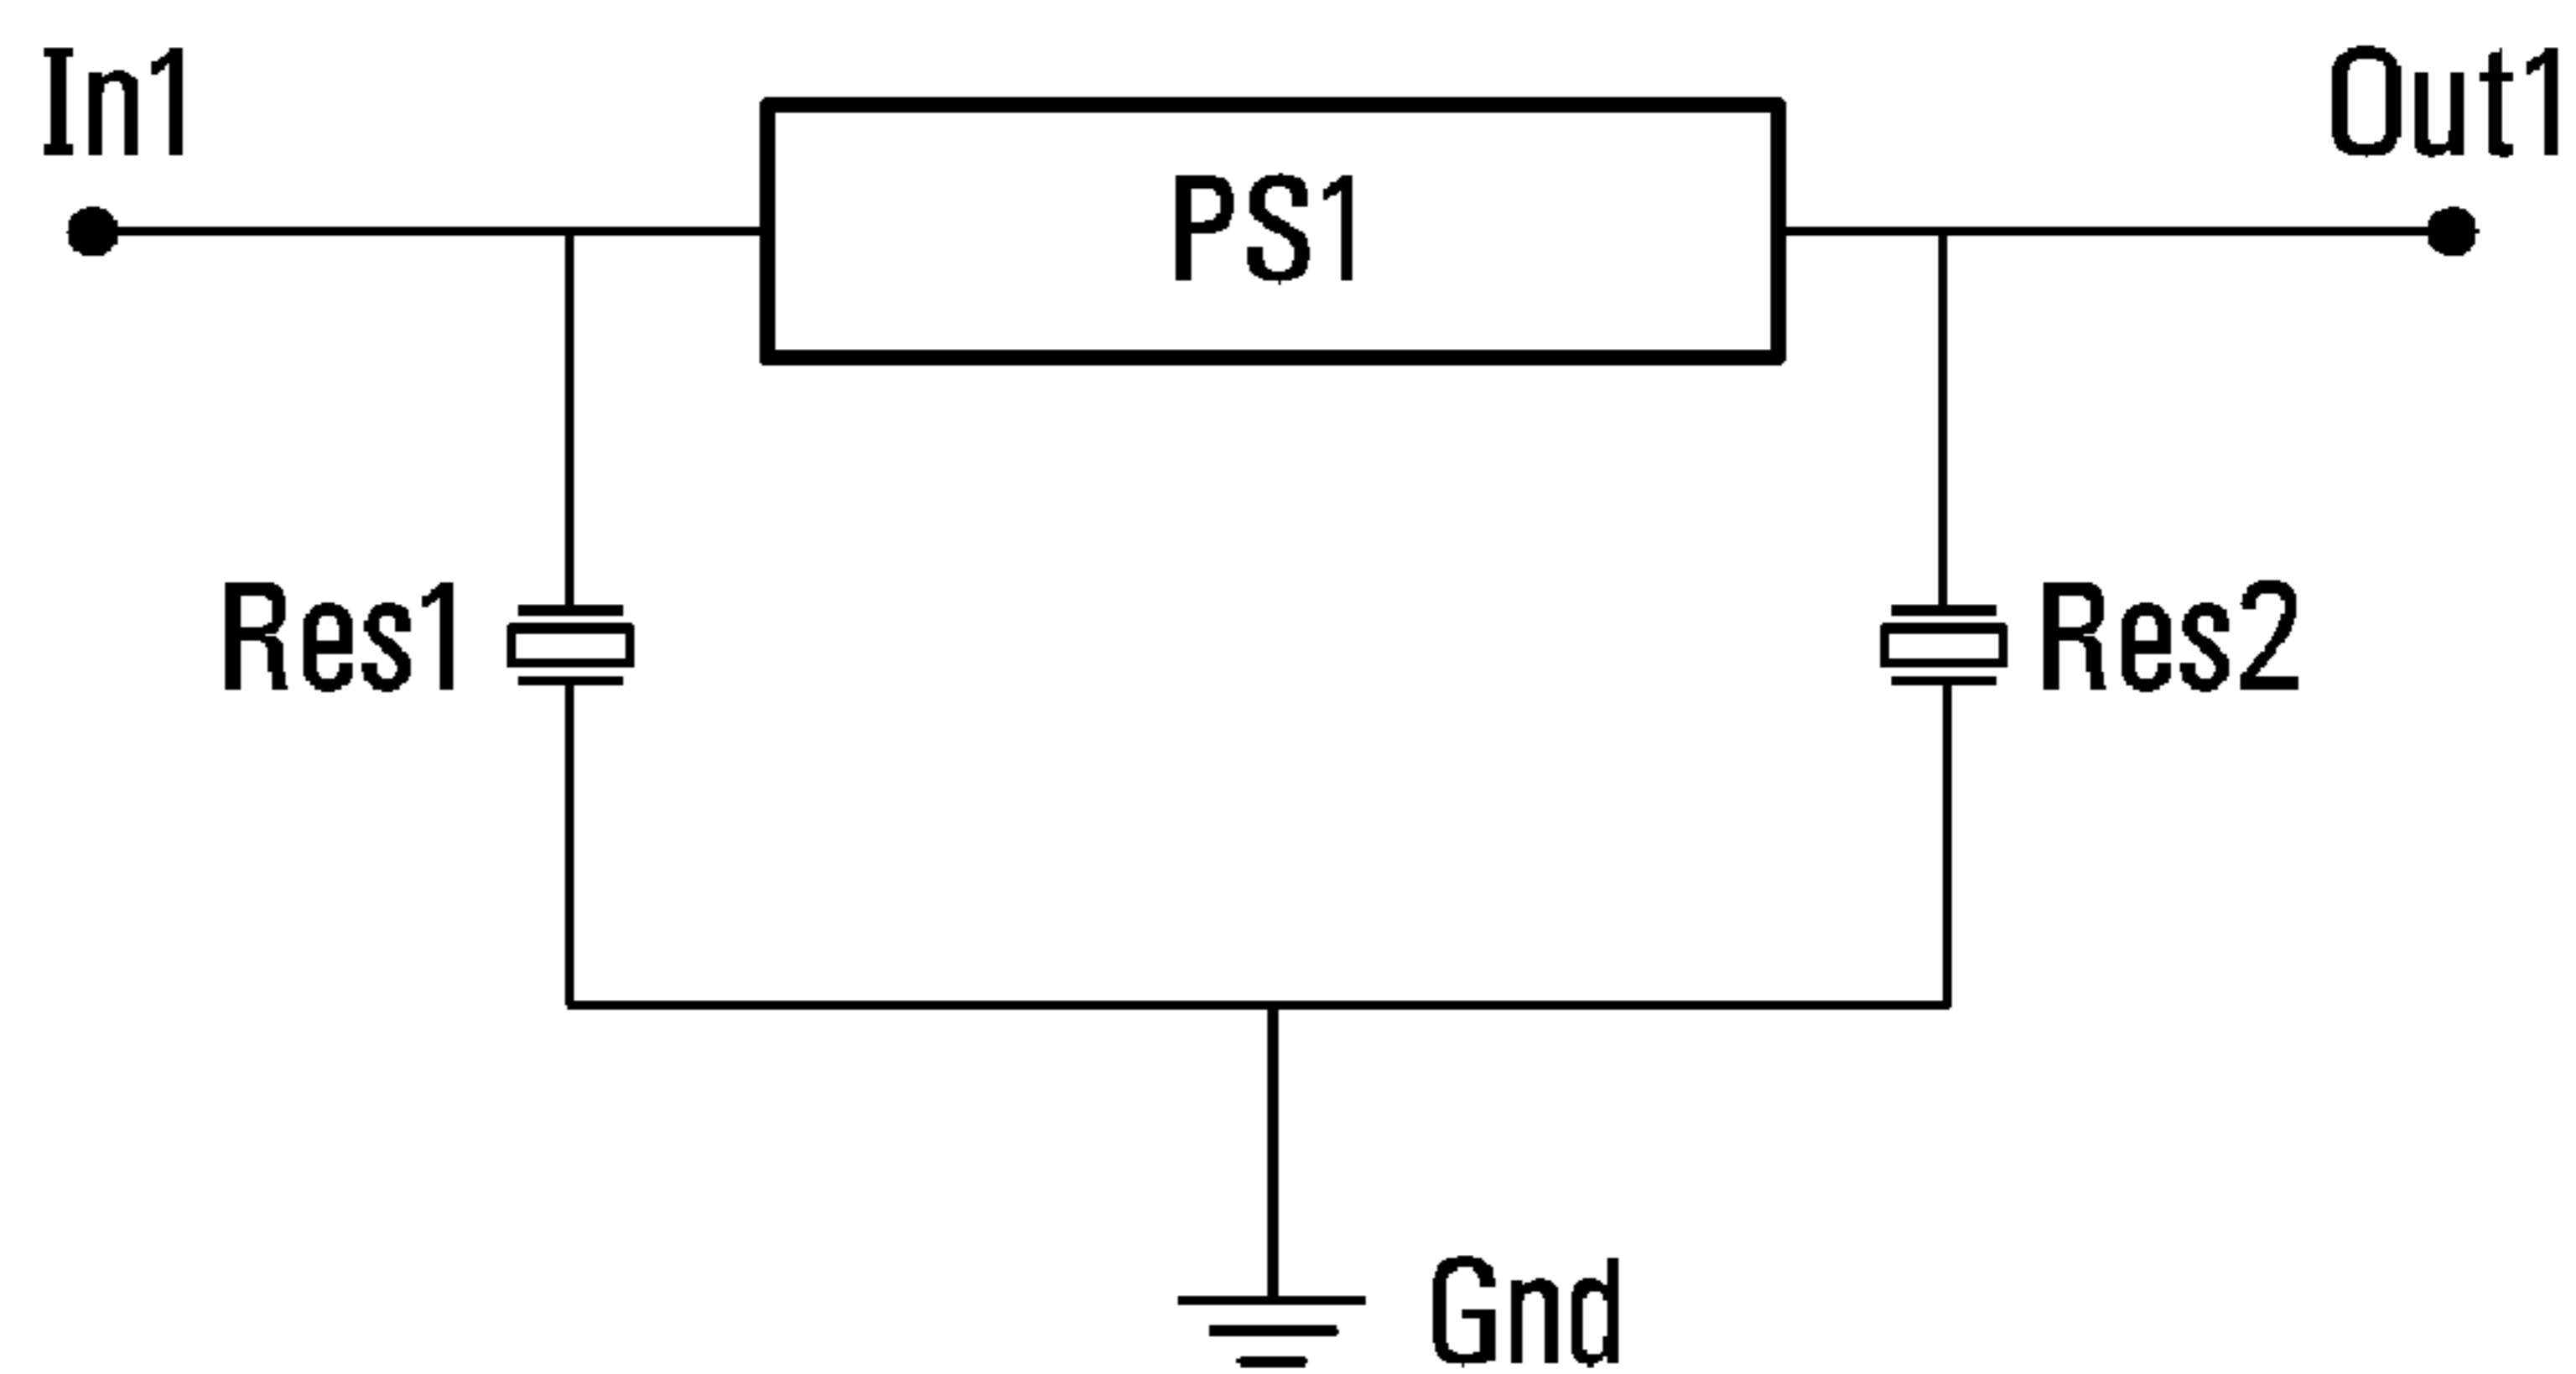 In1
Out1
PS1
Res1
Res2
Gnd